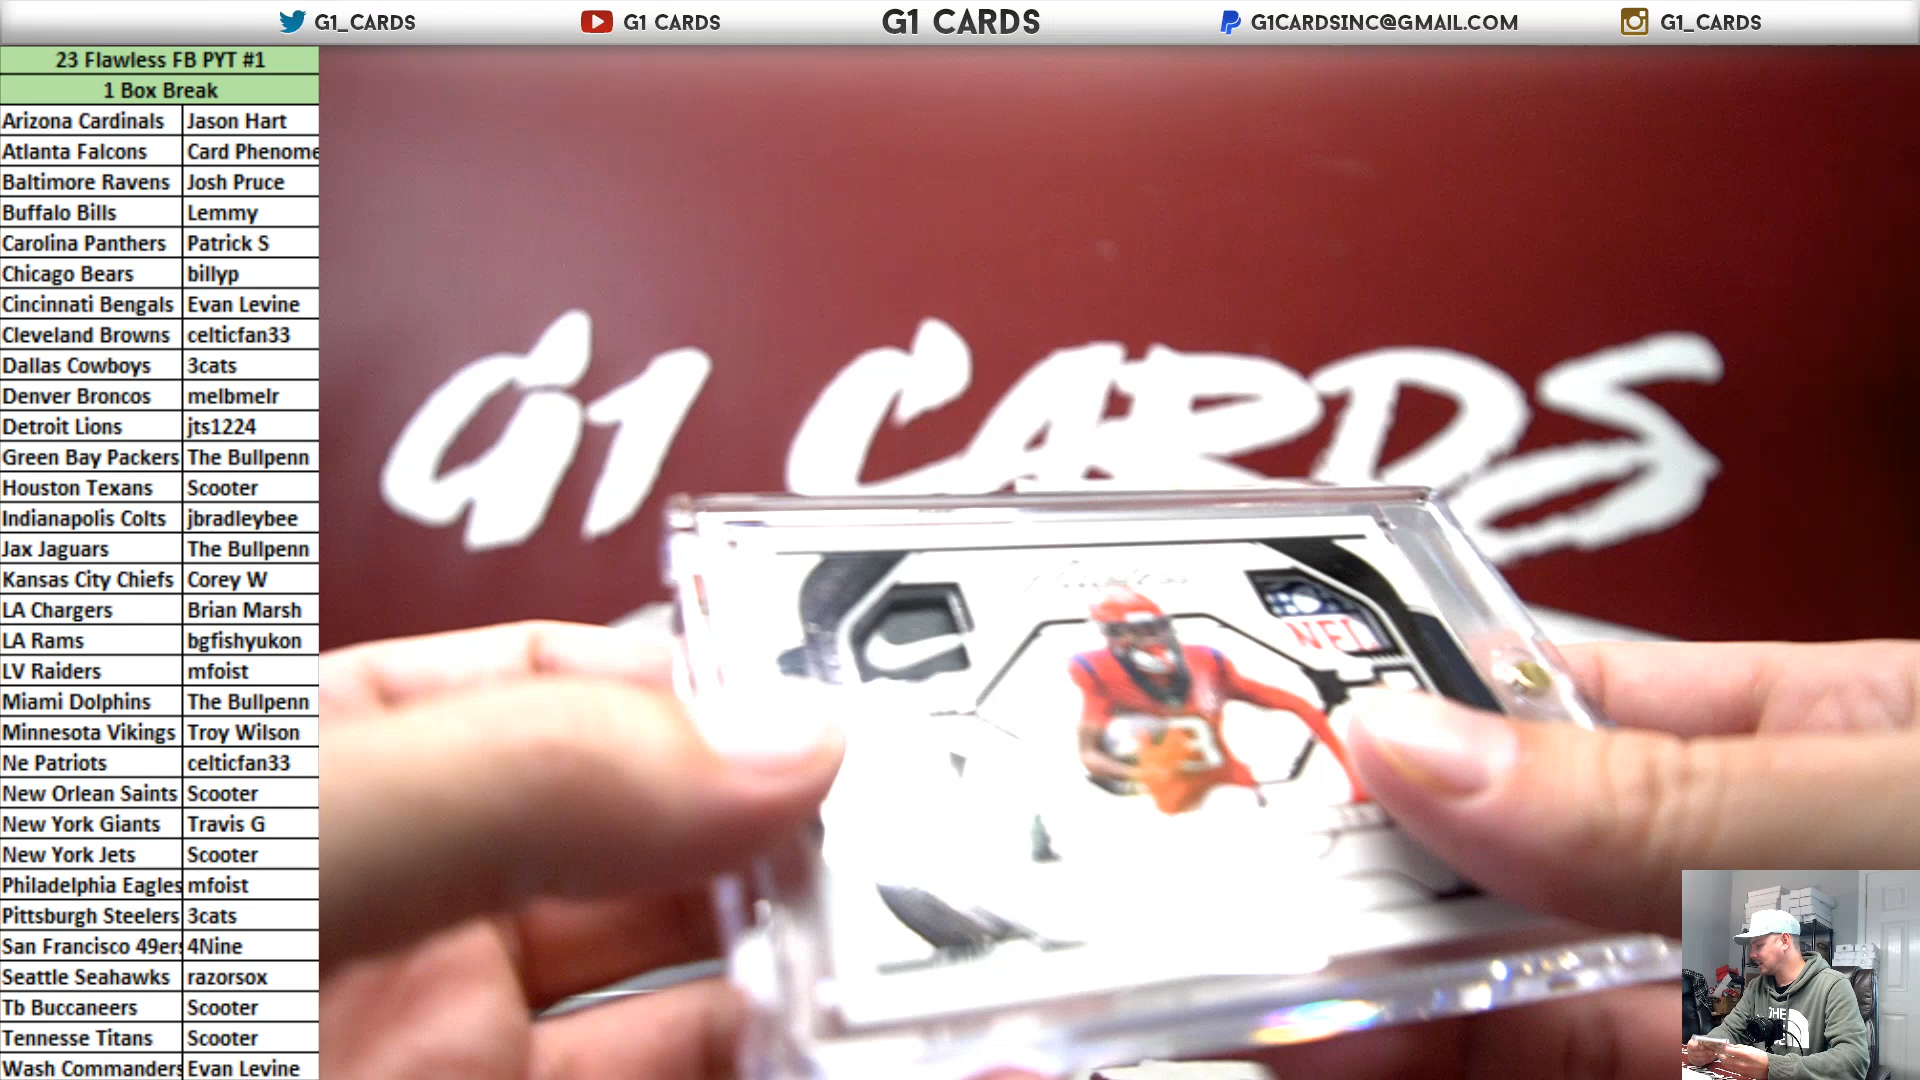 G1_CARDS G1 CARDS G1 CARDS G1CARDSINC@GMAIL.COM G1_CARDS
23 Flawless FB PYT #1
1 Box Break
Arizona Cardinals Jason Hart
Atlanta Falcons Card Phenome
Baltimore Ravens Josh Pruce
Buffalo Bills Lemmy
Carolina Panthers Patrick S
Chicago Bears billyp
Cincinnati Bengals Evan Levine
Cleveland Browns celticfan33
Dallas Cowboys 3cats
Denver Broncos melbmelr
Detroit Lions jts1224
Green Bay Packers The Bullpenn
Houston Texans Scooter
Indianapolis Colts jbradleybee
Jax Jaguars The Bullpenn
Kansas City Chiefs Corey W
LA Chargers Brian Marsh
LA Rams bgfishyukon
LV Raiders mfoist
Miami Dolphins The Bullpenn
Minnesota Vikings Troy Wilson
Ne Patriots celticfan33
New Orlean Saints Scooter
New York Giants Travis G
New York Jets Scooter
Philadelphia Eagles mfoist
Pittsburgh Steelers 3cats
San Francisco 49ers 4Nine
Seattle Seahawks razorsox
Tb Buccaneers Scooter
Tennesse Titans Scooter
Wash Commanders Evan Levine
G1 CARDS
NFL
THE